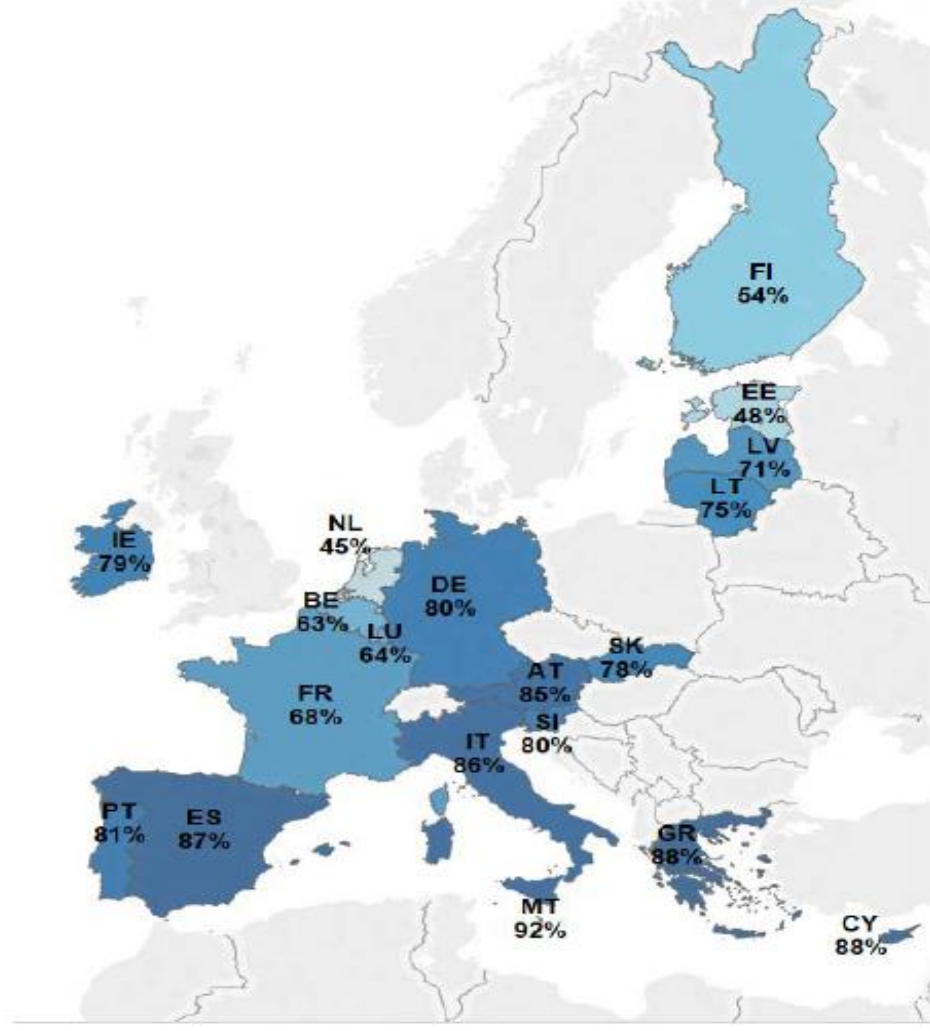 FI
54%
EE
48%
LV
71%
LT
75%
NL
45%
IE
79%
DE
80%
BE
63%
LU
64%
SK
78%
AT
85%
FR
68%
SI
80%
IT
86%
PT
81%
ES
87%
GR
88%
MT
92%
CY
88%